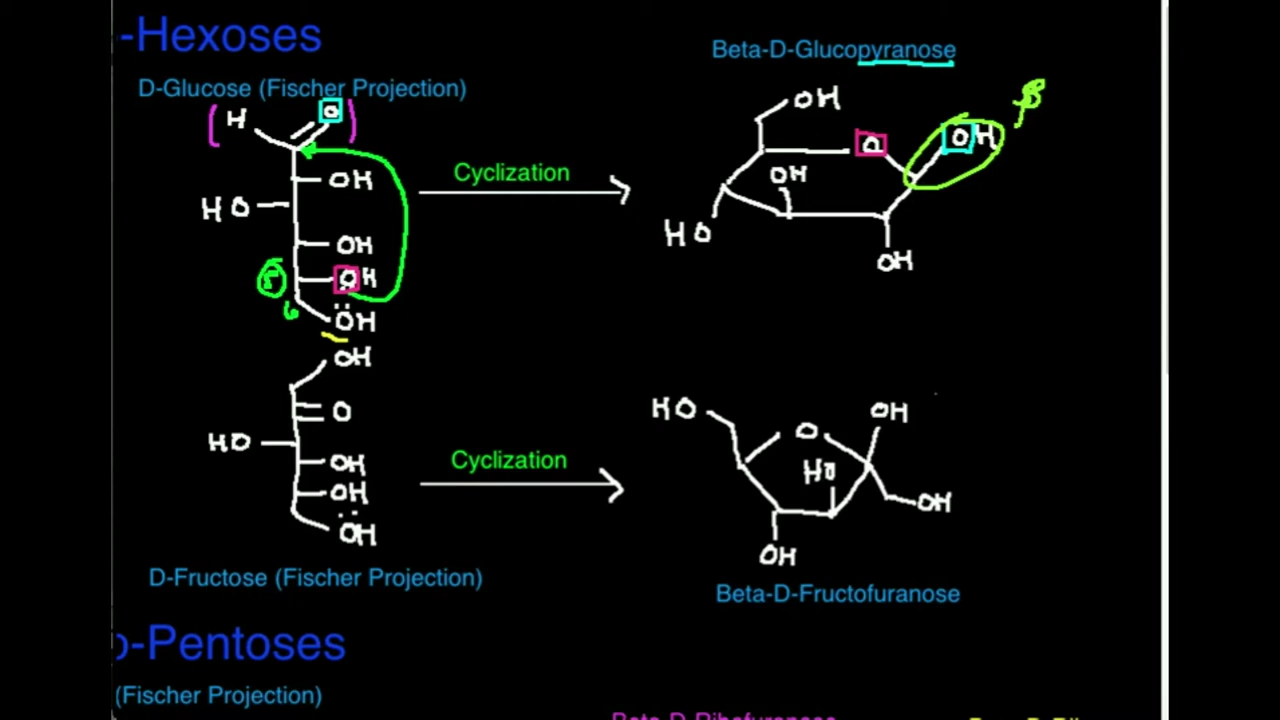 -Hexoses
D-Glucose (Fischer Projection)
H O
OH
HO
OH
5 OH
6 OH
Cyclization
Beta-D-Glucopyranose
OH
β
O OH
OH
HO
OH
OH
O
HO
OH
OH
OH
Cyclization
D-Fructose (Fischer Projection)
HO OH
O
HO
OH
OH
Beta-D-Fructofuranose
o-Pentoses
(Fischer Projection)
Beta-D-Ribofuranose